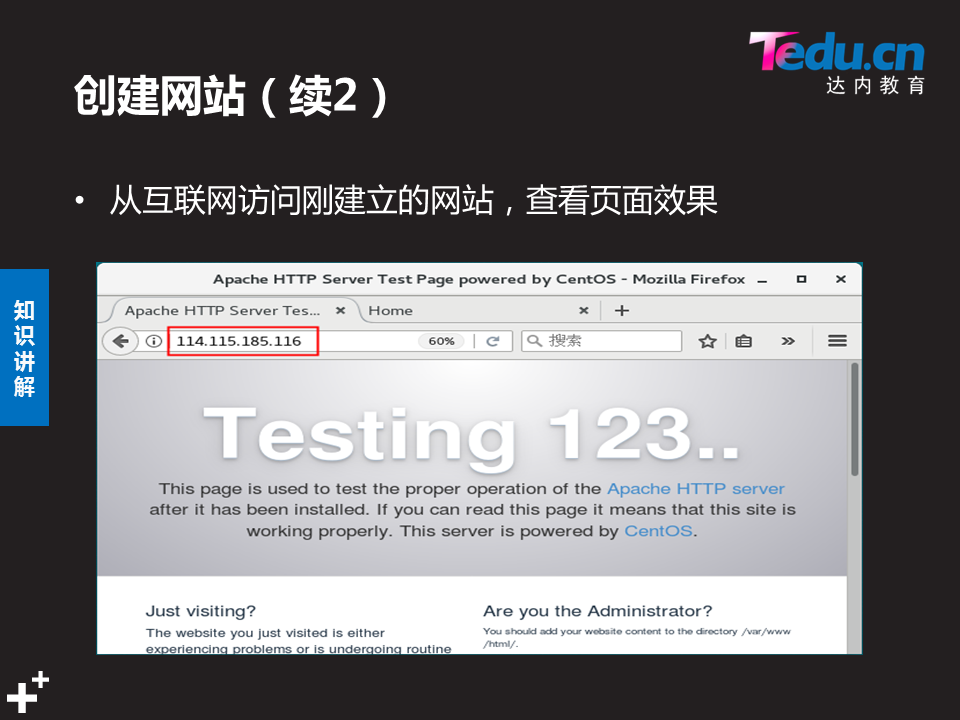 Tedu.cn
达内教育
创建网站（续2）
• 从互联网访问刚建立的网站，查看页面效果
知识讲解
Apache HTTP Server Test Page powered by CentOS - Mozilla Firefox
Apache HTTP Server Tes... Home
114.115.185.116 60% 搜索
Testing 123..
This page is used to test the proper operation of the Apache HTTP server
after it has been installed. If you can read this page it means that this site is
working properly. This server is powered by CentOS.
Just visiting?
The website you just visited is either
experiencing problems or is undergoing routine
Are you the Administrator?
You should add your website content to the directory /var/www
/html/.